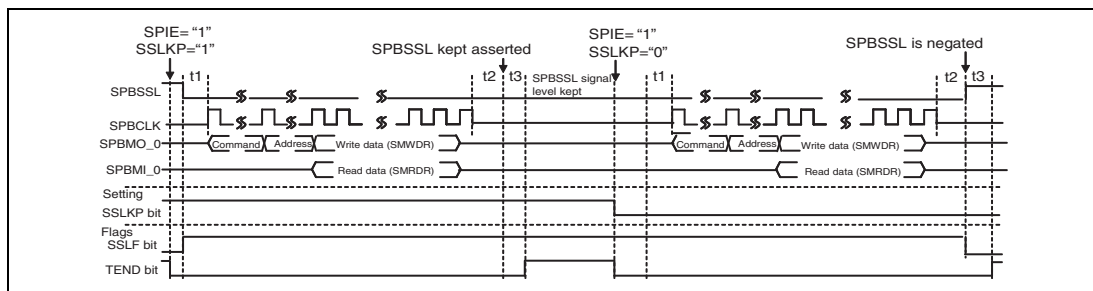 SPIE= “1”
SSLKP=“1”
SPBSSL kept asserted
SPIE= “1”
SSLKP=“0”
SPBSSL is negated
t1
t2
t3
SPBSSL signal
level kept
t1
t2
t3
SPBSSL
SPBCLK
SPBMO_0
Command
Address
Write data (SMWDR)
Command
Address
Write data (SMWDR)
SPBMI_0
Read data (SMRDR)
Read data (SMRDR)
Setting
SSLKP bit
Flags
SSLF bit
TEND bit